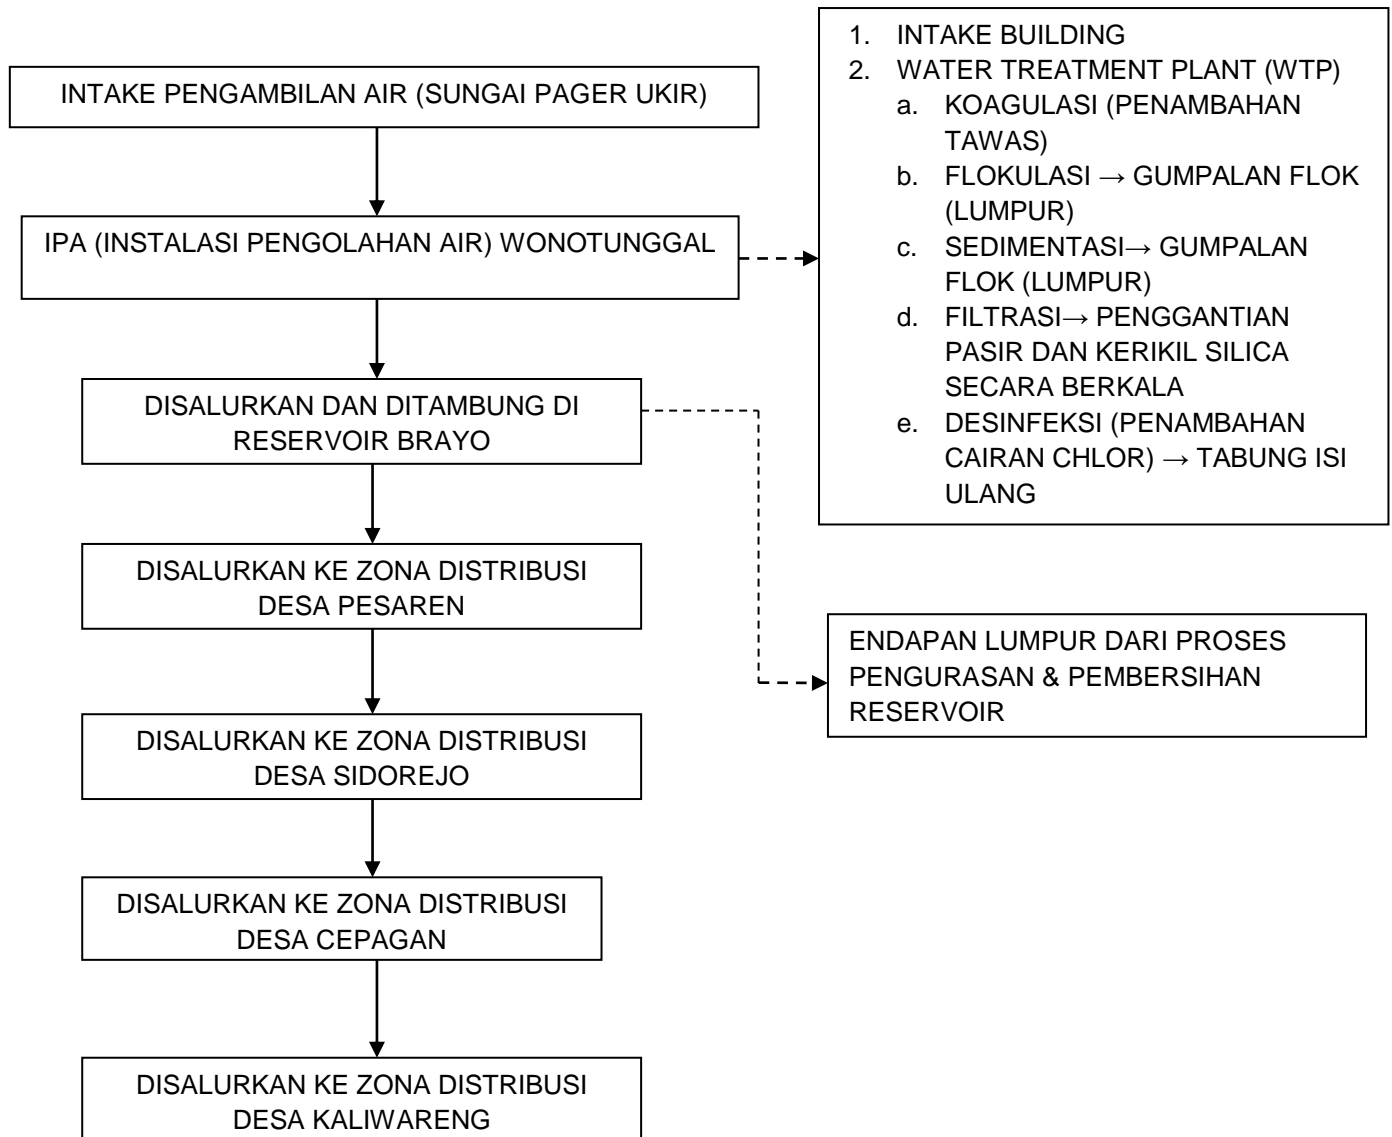 INTAKE PENGAMBILAN AIR (SUNGAI PAGER UKIR)
IPA (INSTALASI PENGOLAHAN AIR) WONOTUNGGAL
DISALURKAN DAN DITAMBUNG DI
RESERVOIR BRAYO
DISALURKAN KE ZONA DISTRIBUSI
DESA PESAREN
DISALURKAN KE ZONA DISTRIBUSI
DESA SIDOREJO
DISALURKAN KE ZONA DISTRIBUSI
DESA CEPAGAN
DISALURKAN KE ZONA DISTRIBUSI
DESA KALIWARENG
1. INTAKE BUILDING
2. WATER TREATMENT PLANT (WTP)
a. KOAGULASI (PENAMBAHAN
TAWAS)
b. FLOKULASI → GUMPALAN FLOK
(LUMPUR)
c. SEDIMENTASI→ GUMPALAN
FLOK (LUMPUR)
d. FILTRASI→ PENGGANTIAN
PASIR DAN KERIKIL SILICA
SECARA BERKALA
e. DESINFEKSI (PENAMBAHAN
CAIRAN CHLOR) → TABUNG ISI
ULANG
ENDAPAN LUMPUR DARI PROSES
PENGURASAN & PEMBERSIHAN
RESERVOIR